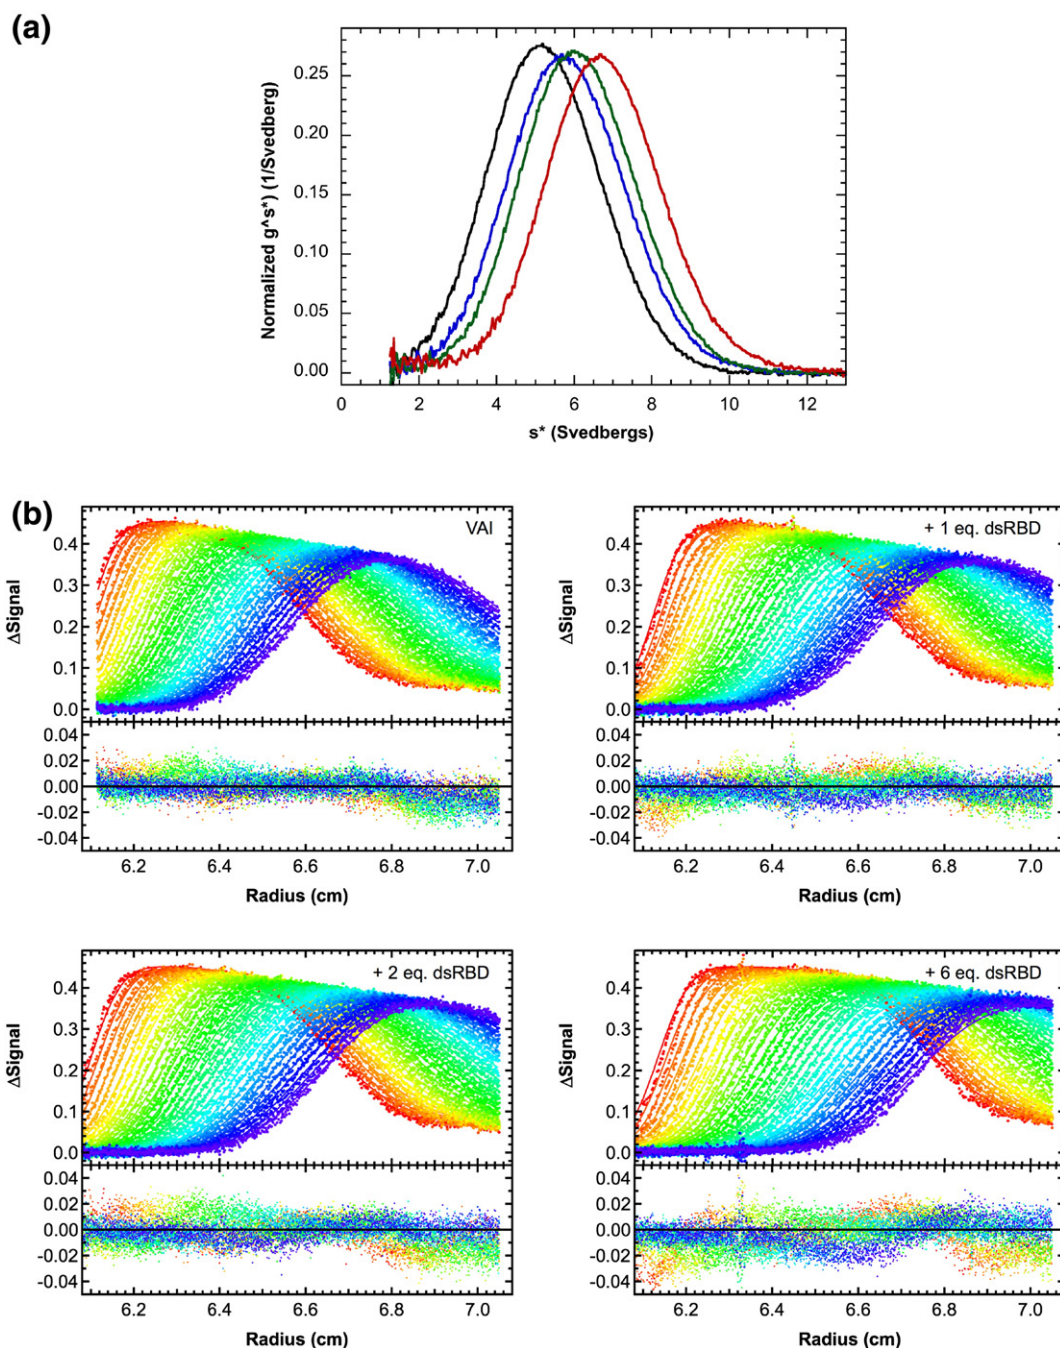 (a)
Normalized g^s*) (1/Svedberg)
0.25
0.20
0.15
0.10
0.05
0.00
0 2 4 6 8 10 12
s* (Svedbergs)
(b)
VAI
ΔSignal
0.4
0.3
0.2
0.1
0.0
0.04
0.02
0.00
-0.02
-0.04
6.2 6.4 6.6 6.8 7.0
Radius (cm)
+ 1 eq. dsRBD
ΔSignal
0.4
0.3
0.2
0.1
0.0
0.04
0.02
0.00
-0.02
-0.04
6.2 6.4 6.6 6.8 7.0
Radius (cm)
+ 2 eq. dsRBD
ΔSignal
0.4
0.3
0.2
0.1
0.0
0.04
0.02
0.00
-0.02
-0.04
6.2 6.4 6.6 6.8 7.0
Radius (cm)
+ 6 eq. dsRBD
ΔSignal
0.4
0.3
0.2
0.1
0.0
0.04
0.02
0.00
-0.02
-0.04
6.2 6.4 6.6 6.8 7.0
Radius (cm)